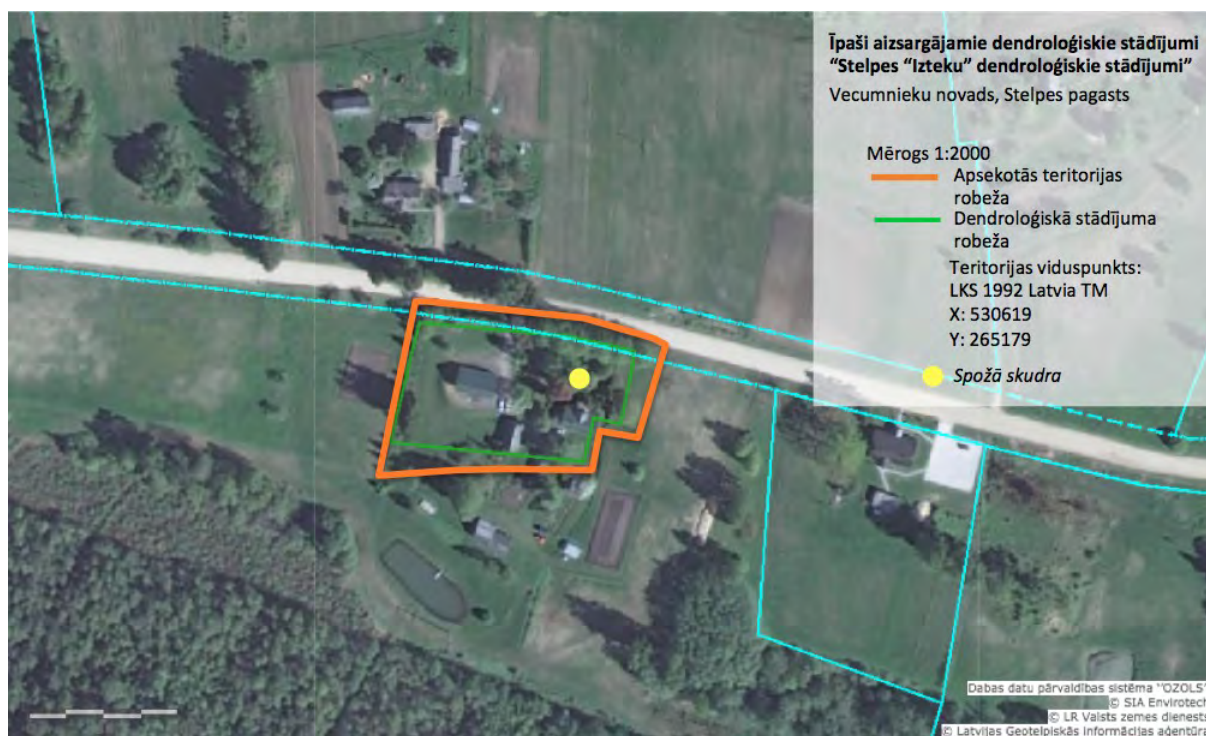 Īpaši aizsargājamie dendroloģiskie stādījumi
“Stelpes “Izteku” dendroloģiskie stādījumi”
Vecumnieku novads, Stelpes pagasts
Mērogs 1:2000
Apsekotās teritorijas
robeža
Dendroloģiskā stādījuma
robeža
Teritorijas viduspunkts:
LKS 1992 Latvia TM
X: 530619
Y: 265179
Spožā skudra
Dabas datu pārvaldības sistēma "OZOLS"
© SIA Envirotech
© LR Valsts zemes dienests
© Latvijas Ģeotelpiskās informācijas aģentūra